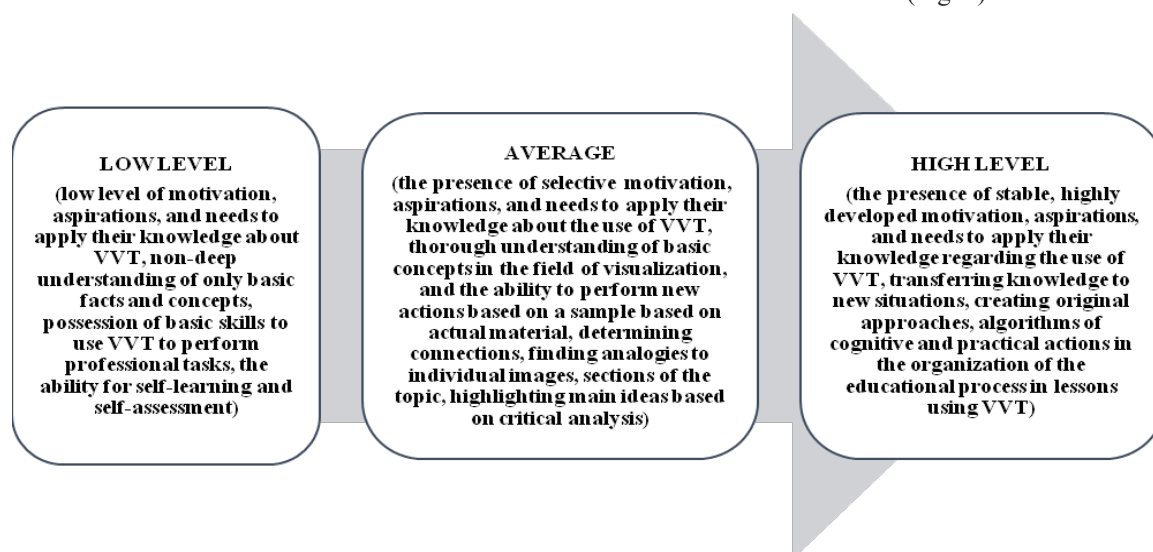 LOW LEVEL
(low level of motivation,
aspirations, and needs to
apply their knowledge about
VVT, non-deep
understanding of only basic
facts and concepts,
possession of basic skills to
use VVT to perform
professional tasks, the
ability for self-learning and
self-assessment)
AVERAGE
(the presence of selective motivation,
aspirations, and needs to apply their
knowledge about the use of VVT,
thorough understanding of basic
concepts in the field of visualization,
and the ability to perform new
actions based on a sample based on
actual material, determining
connections, finding analogies to
individual images, sections of the
topic, highlighting main ideas based
on critical analysis)
HIGH LEVEL
(the presence of stable, highly
developed motivation, aspirations,
and needs to apply their
knowledge regarding the use of
VVT, transferring knowledge to
new situations, creating original
approaches, algorithms of
cognitive and practical actions in
the organization of the
educational process in lessons
using VVT)